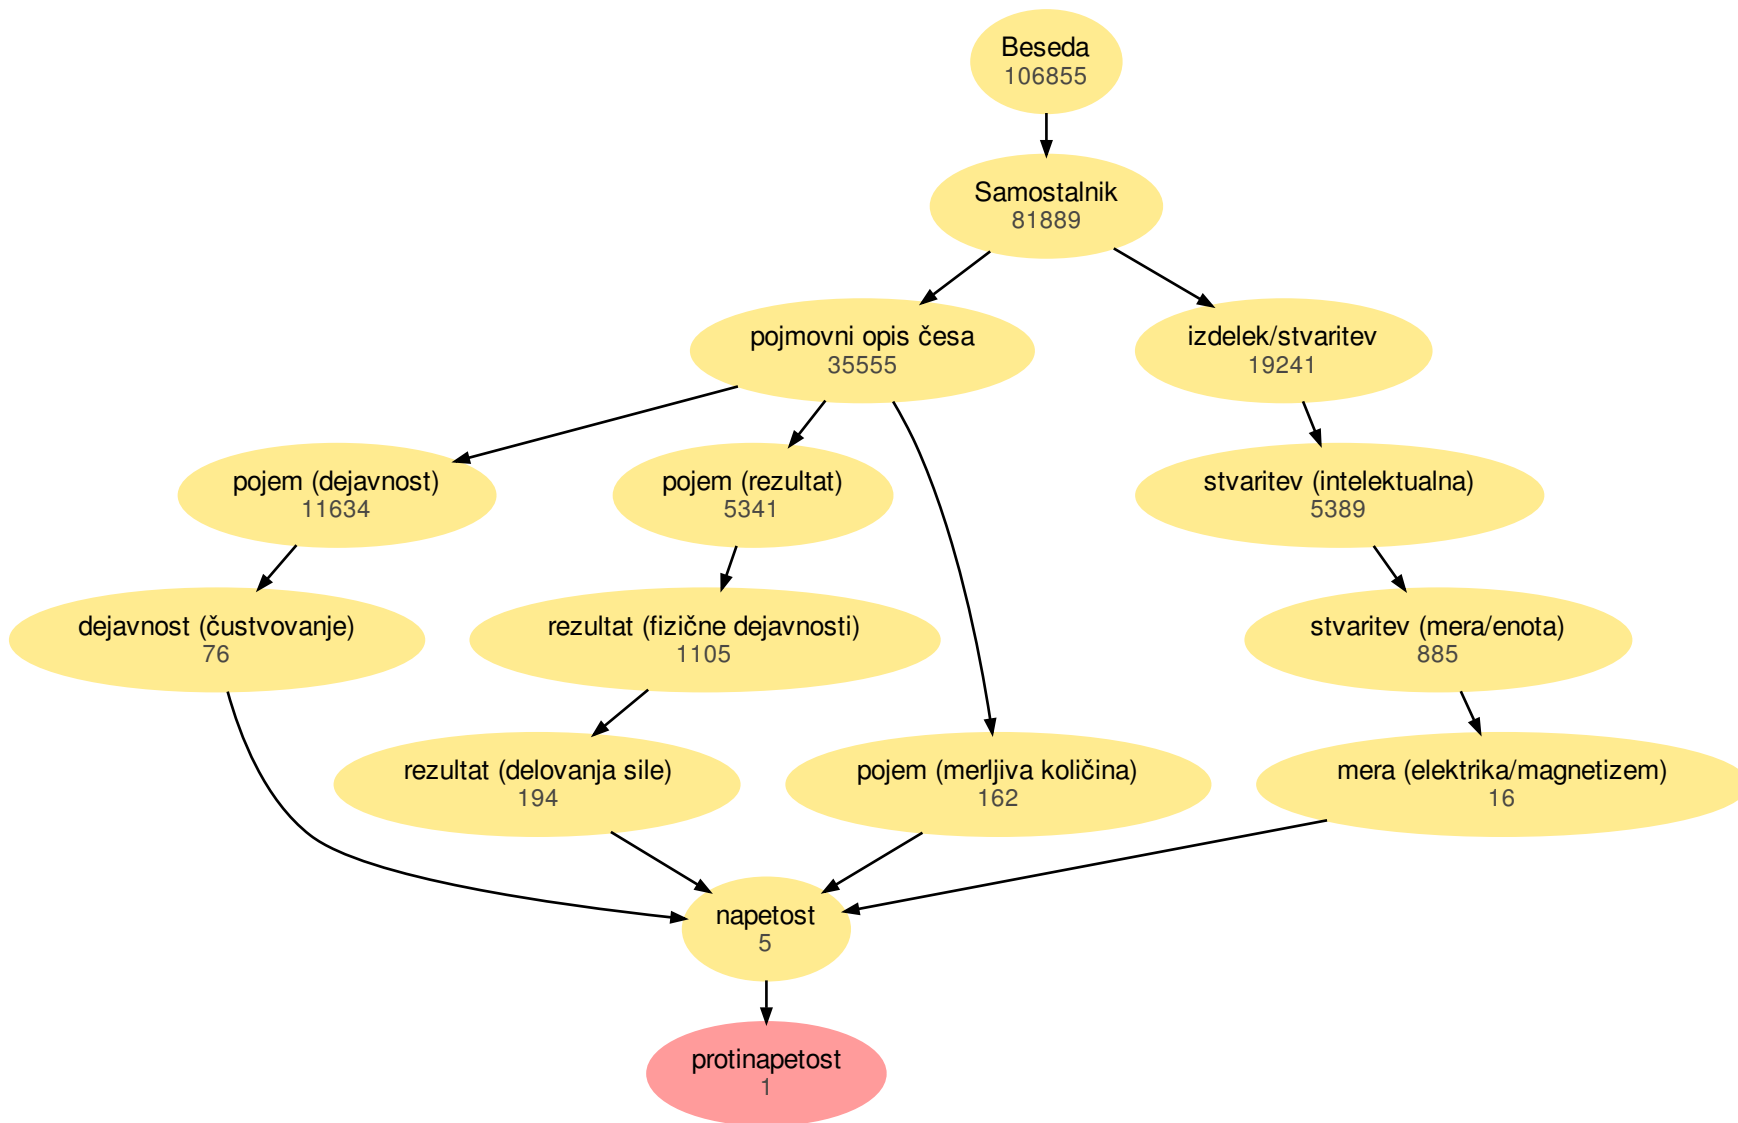 Beseda
106855
Samostalnik
81889
pojmovni opis česa
35555
izdelek/stvaritev
19241
pojem (dejavnost)
11634
pojem (rezultat)
5341
stvaritev (intelektualna)
5389
dejavnost (čustvovanje)
76
rezultat (fizične dejavnosti)
1105
stvaritev (mera/enota)
885
rezultat (delovanja sile)
194
pojem (merljiva količina)
162
mera (elektrika/magnetizem)
16
napetost
5
protinapetost
1